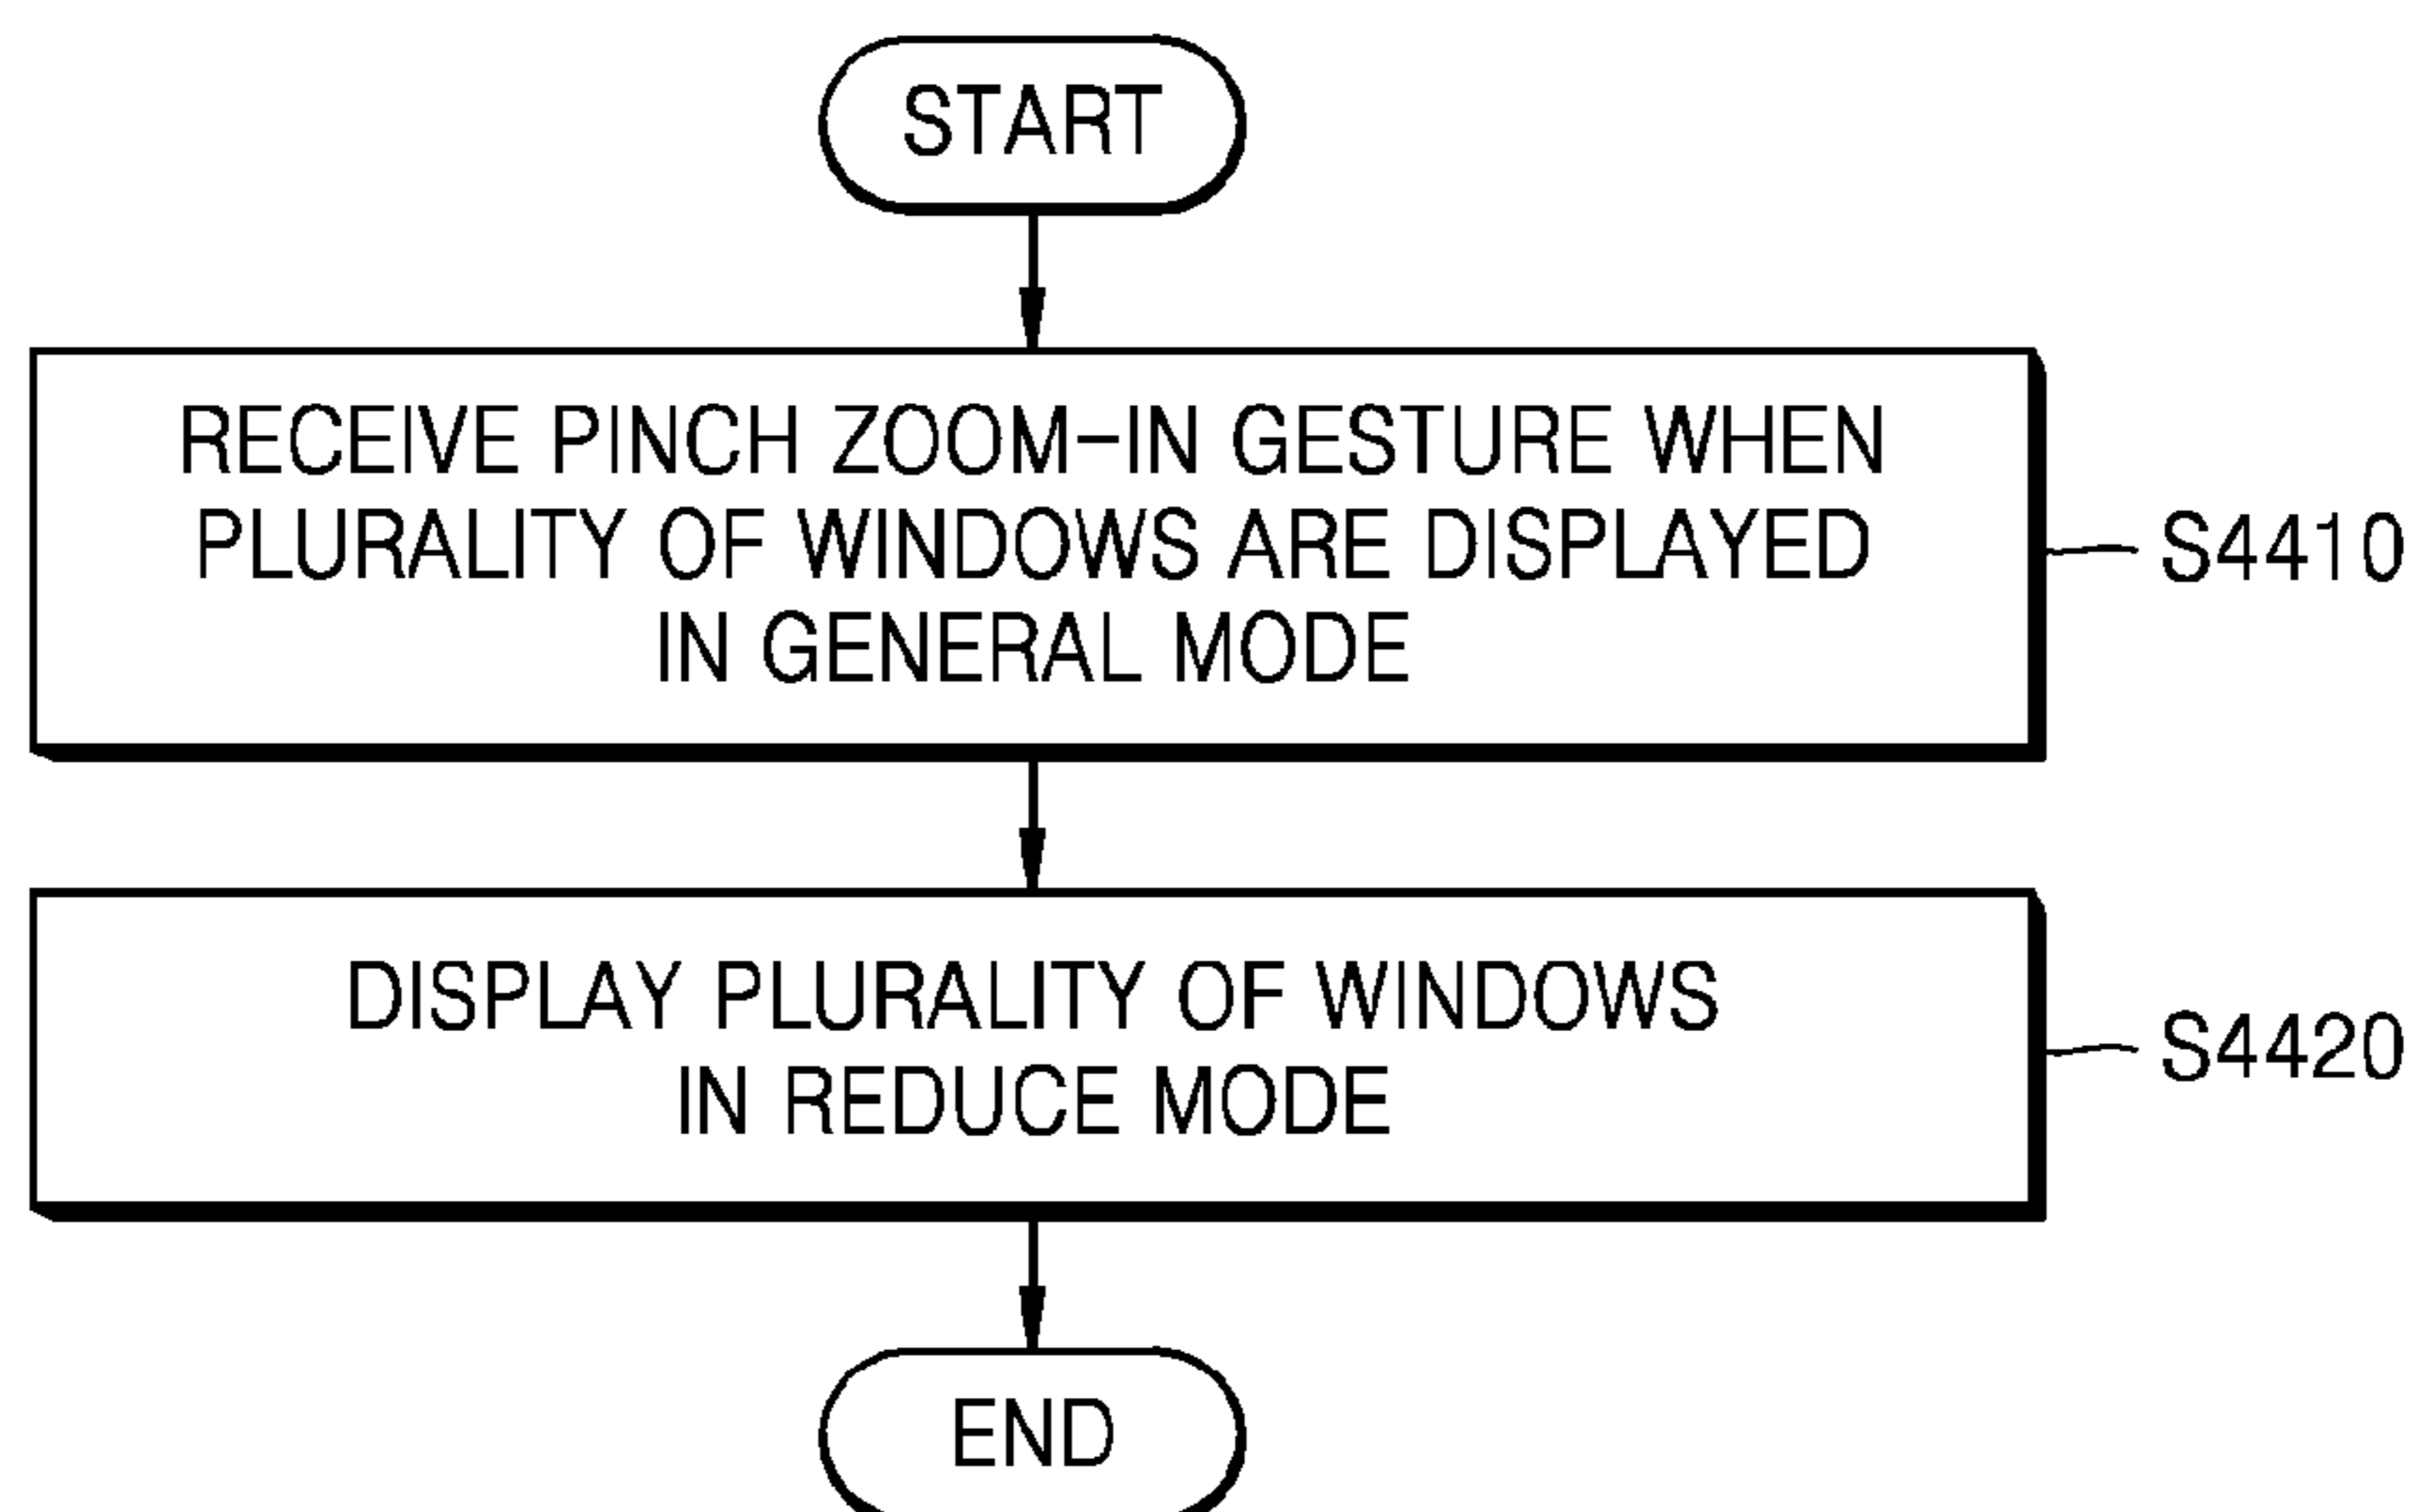 START
RECEIVE PINCH ZOOM-IN GESTURE WHEN
PLURALITY OF WINDOWS ARE DISPLAYED
IN GENERAL MODE
S4410
DISPLAY PLURALITY OF WINDOWS
IN REDUCE MODE
S4420
END